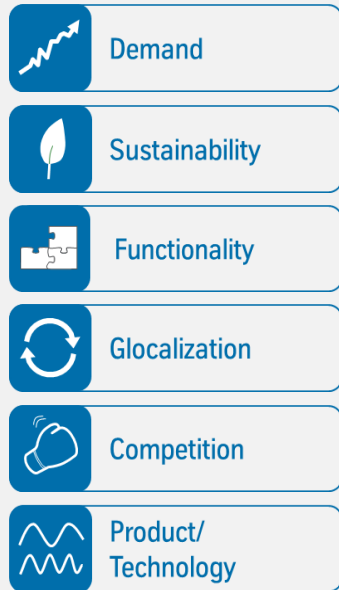 Demand
Sustainability
Functionality
Glocalization
Competition
Product/
Technology